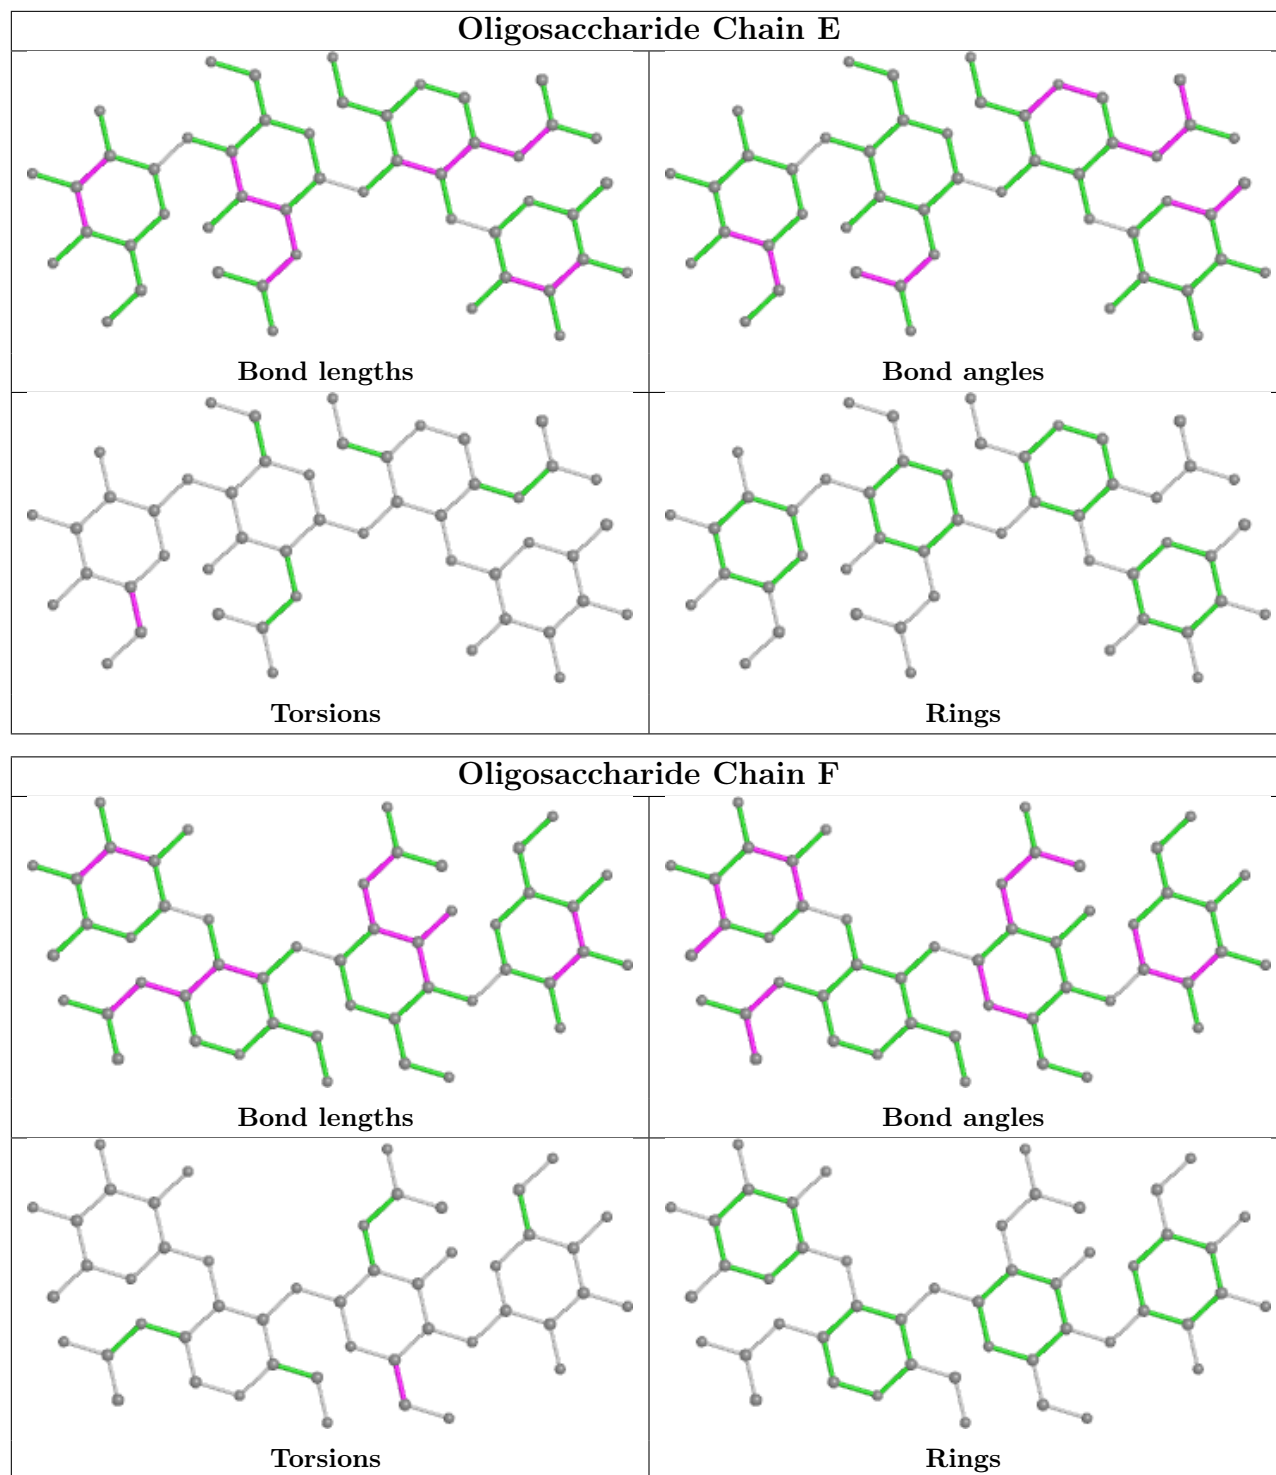 Oligosaccharide Chain E
Bond lengths
Bond angles
Torsions
Rings
Oligosaccharide Chain F
Bond lengths
Bond angles
Torsions
Rings